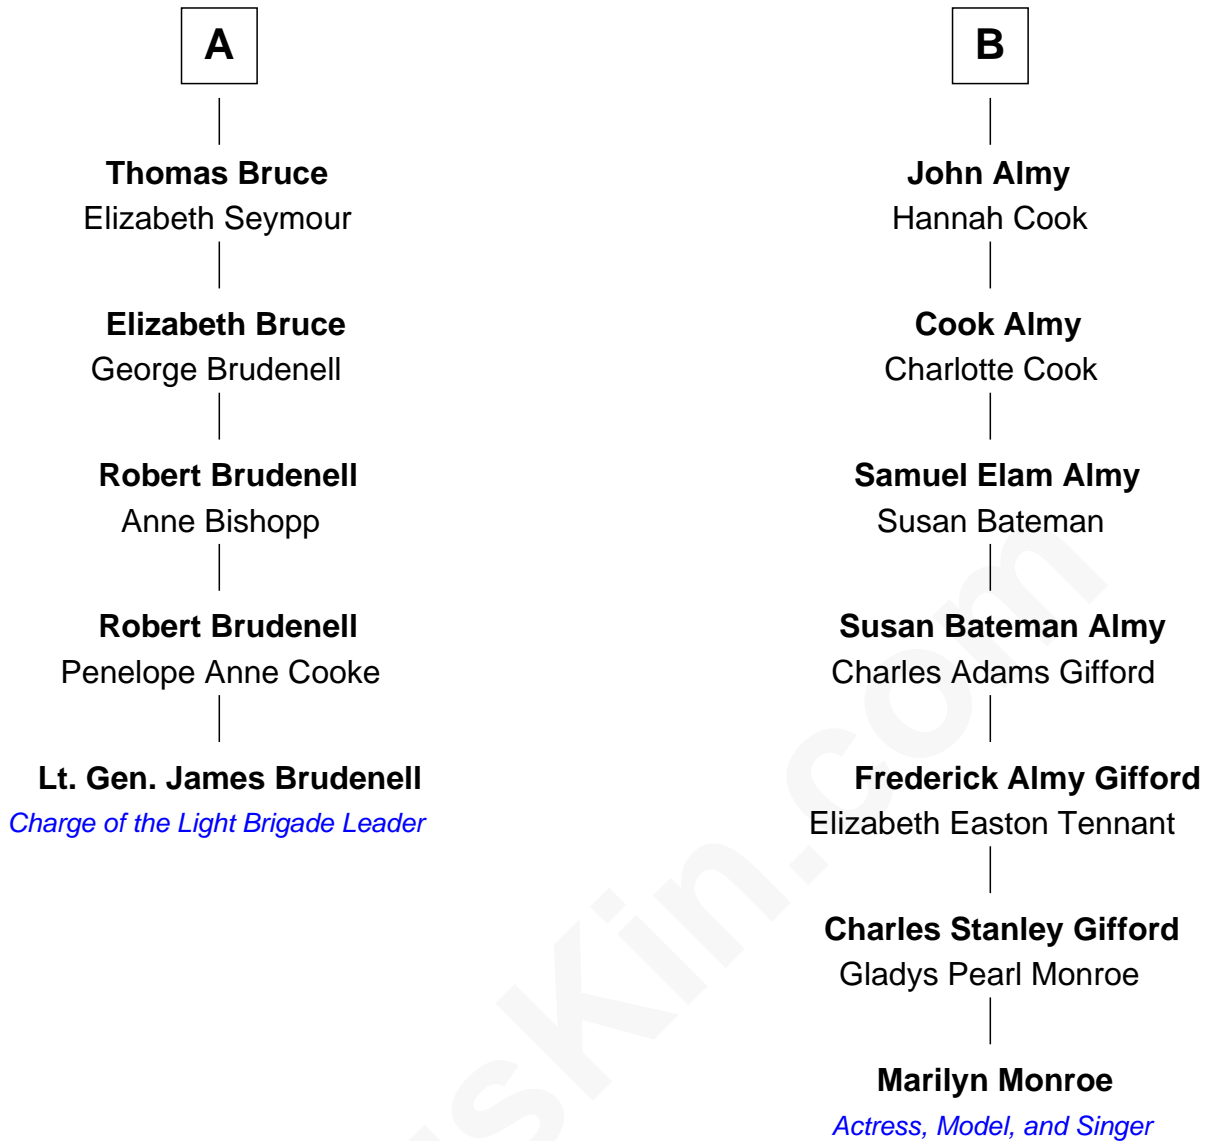 A
Thomas Bruce
Elizabeth Seymour
Elizabeth Bruce
George Brudenell
Robert Brudenell
Anne Bishopp
Robert Brudenell
Penelope Anne Cooke
Lt. Gen. James Brudenell
Charge of the Light Brigade Leader
B
John Almy
Hannah Cook
Cook Almy
Charlotte Cook
Samuel Elam Almy
Susan Bateman
Susan Bateman Almy
Charles Adams Gifford
Frederick Almy Gifford
Elizabeth Easton Tennant
Charles Stanley Gifford
Gladys Pearl Monroe
Marilyn Monroe
Actress, Model, and Singer
usKin.com